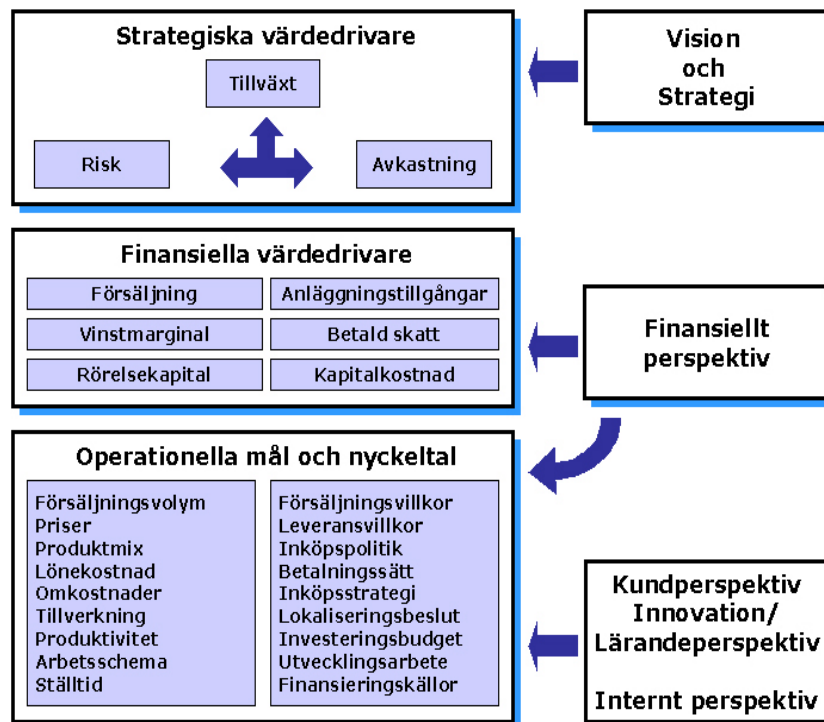 Strategiska värdedrivare
Tillväxt
Risk
Avkastning
Vision
och
Strategi
Finansiella värdedrivare
Försäljning
Anläggningstillgångar
Vinstmarginal
Betald skatt
Rörelsekapital
Kapitalkostnad
Finansiellt
perspektiv
Operationella mål och nyckeltal
Försäljningsvolym
Priser
Produktmix
Lönekostnad
Omkostnader
Tillverkning
Produktivitet
Arbetsschema
Ställtid
Försäljningsvillkor
Leveransvillkor
Inköpspolitik
Betalningssätt
Inköpsstrategi
Lokaliseringsbeslut
Investeringsbudget
Utvecklingsarbete
Finansieringskällor
Kundperspektiv
Innovation/
Lärandeperspektiv
Internt perspektiv